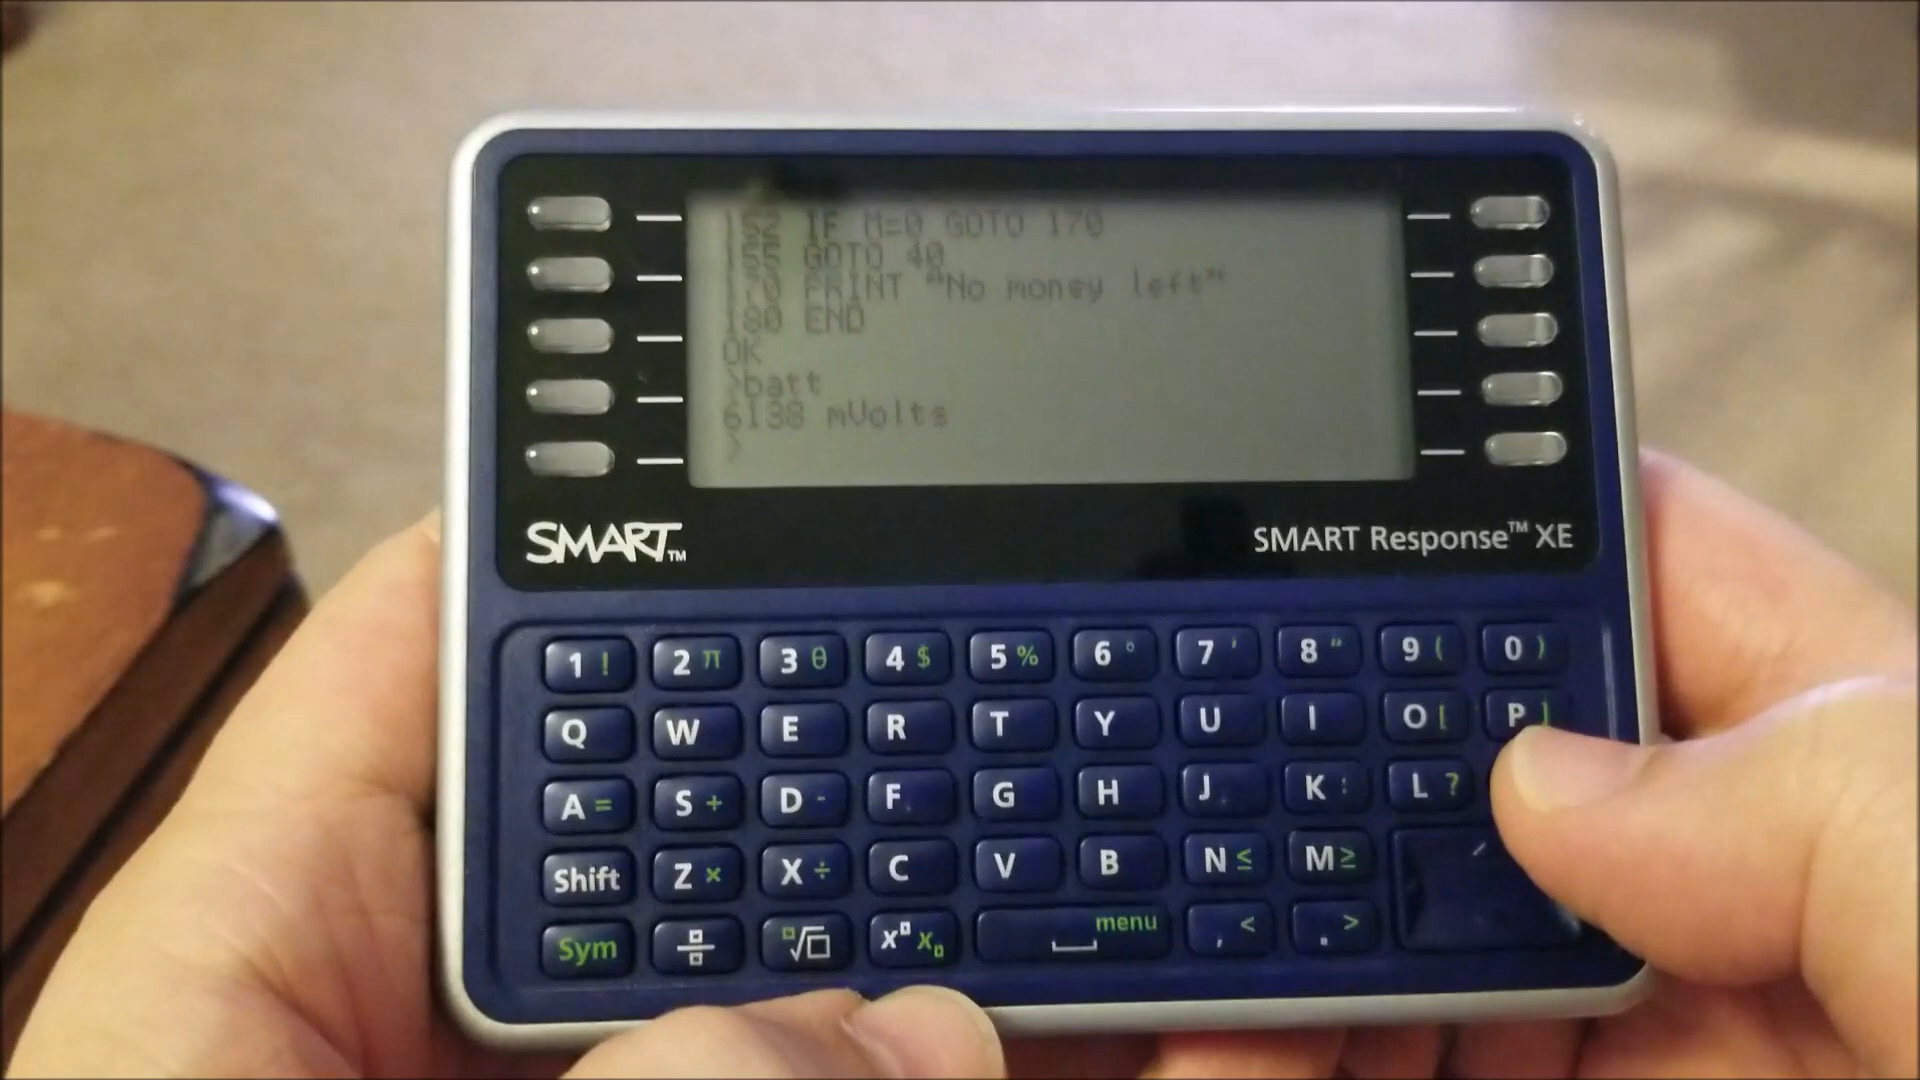 152 IF M=0 GOTO 170
155 GOTO 40
170 PRINT "No money left"
180 END
OK
>batt
6138 mVolts
>
SMART™
SMART Response™ XE
1 ! 2 π 3 θ 4 $ 5 % 6 ° 7 ' 8 " 9 ( 0 )
Q W E R T Y U I O [ P ]
A = S + D - F G H J K : L ?
Shift Z × X ÷ C V B N ≤ M ≥
Sym √ x x menu , < . >